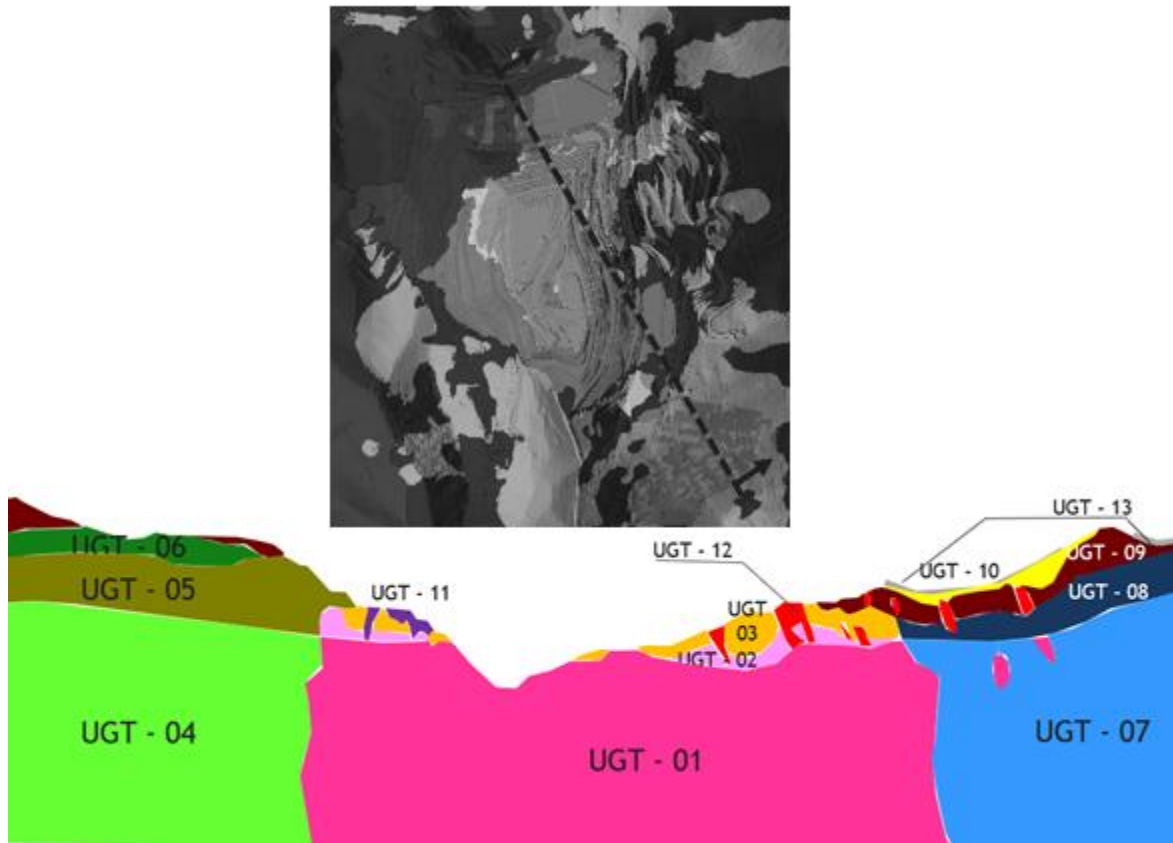 UGT - 13
UGT - 12
UGT - 06
UGT - 09
UGT - 10
UGT - 05
UGT - 11
UGT - 08
UGT
03
UGT - 02
UGT - 04
UGT - 07
UGT - 01